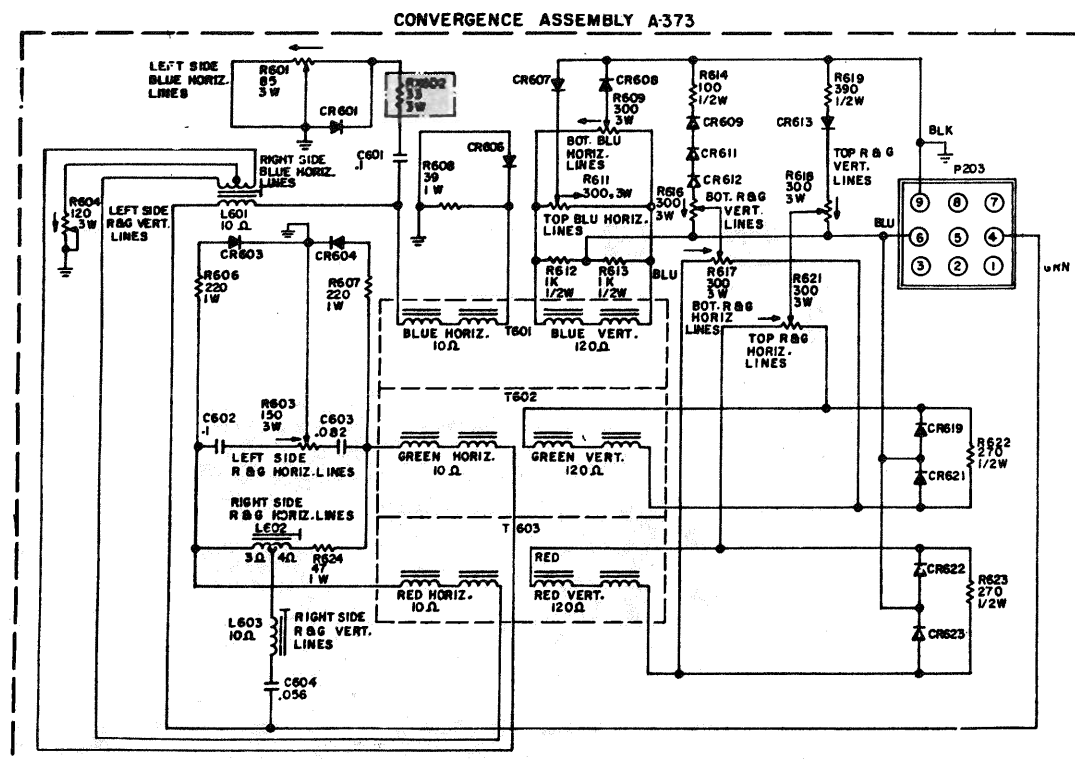 CONVERGENCE ASSEMBLY A-373
LEFT SIDE
BLUE HORIZ.
LINES
R601
85
3W
CR601
RX602
33
3W
C601
.1
RIGHT SIDE
BLUE HORIZ.
LINES
R604
120
3W
LEFT SIDE
R&G VERT.
LINES
L601
10Ω
CR606
R608
39
1 W
CR607
CR608
R609
300
3W
BOT. BLU
HORIZ.
LINES
R611
300.3W
TOP BLU HORIZ.
LINES
R614
100
1/2W
CR609
CR611
CR612
R616
300
3W
BOT. R&G
VERT.
LINES
R619
390
1/2W
CR613
TOP R & G
VERT.
LINES
R618
300
3W
BLK
P203
9
8
7
6
5
4
3
2
1
BLU
GRN
CR603
CR604
R606
220
1W
R607
220
1W
R612
1K
1/2W
R613
1K
1/2W
BLU
R617
300
3W
BOT. R&G
HORIZ
LINES
R621
300
3W
TOP R&G
HORIZ.
LINES
BLUE HORIZ.
10Ω
T601
BLUE VERT.
120Ω
C602
.1
R603
150
3W
C603
.082
LEFT SIDE
R&G HORIZ. LINES
T602
GREEN HORIZ.
10Ω
GREEN VERT.
120Ω
CR619
CR621
R622
270
1/2W
RIGHT SIDE
R&G HORIZ. LINES
L602
3Ω 4Ω
R624
47
1 W
T603
RED
RED HORIZ.
10Ω
RED VERT.
120Ω
CR622
CR623
R623
270
1/2W
L603
10Ω
RIGHT SIDE
R&G VERT.
LINES
C604
.056